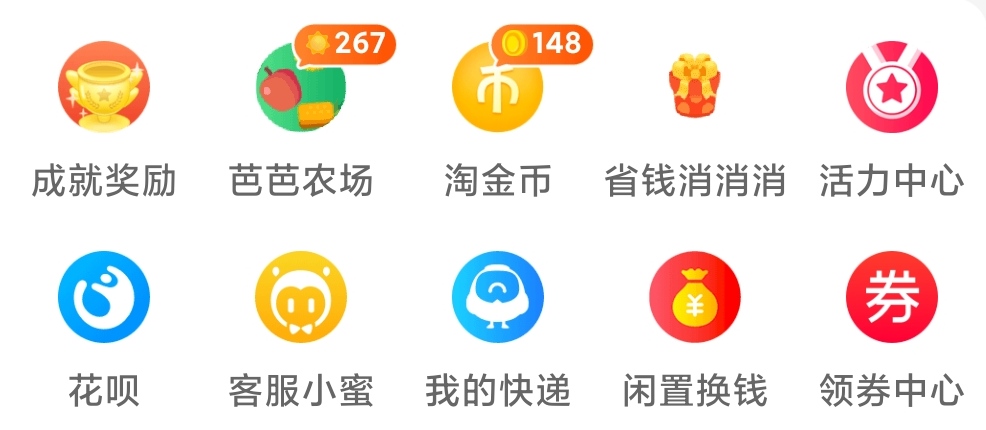 267
148
币
成就奖励
芭芭农场
淘金币
省钱消消消
活力中心
¥
券
花呗
客服小蜜
我的快递
闲置换钱
领券中心